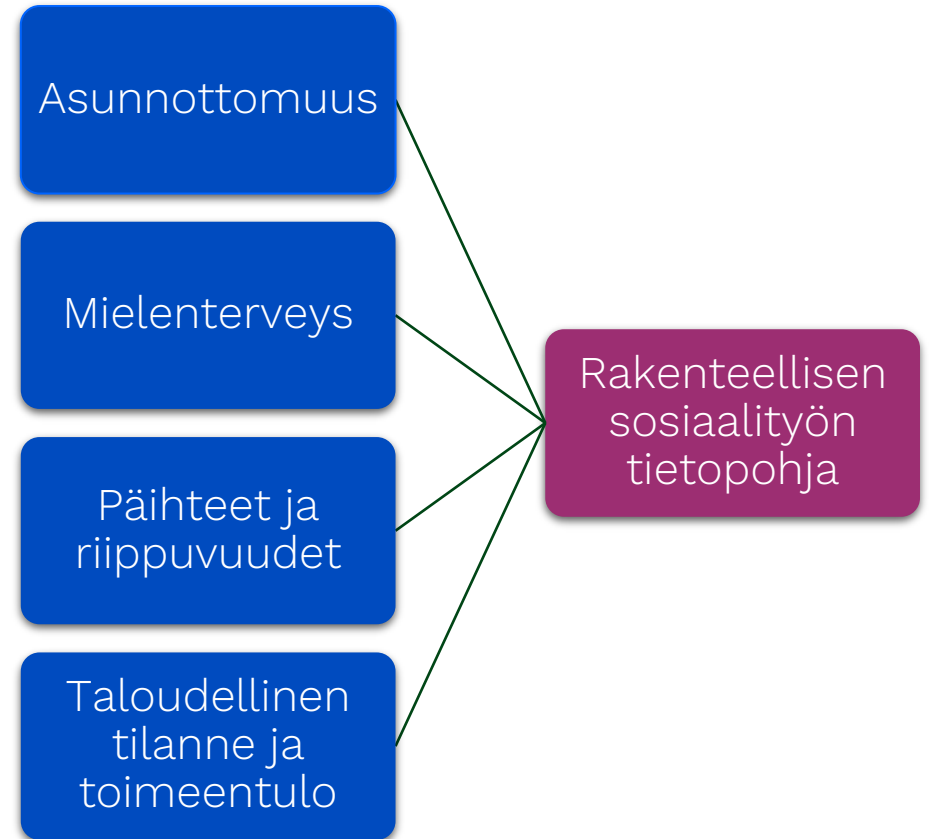 Asunnottomuus
Mielenterveys
Päihteet ja
riippuvuudet
Taloudellinen
tilanne ja
toimeentulo
Rakenteellisen
sosiaalityön
tietopohja